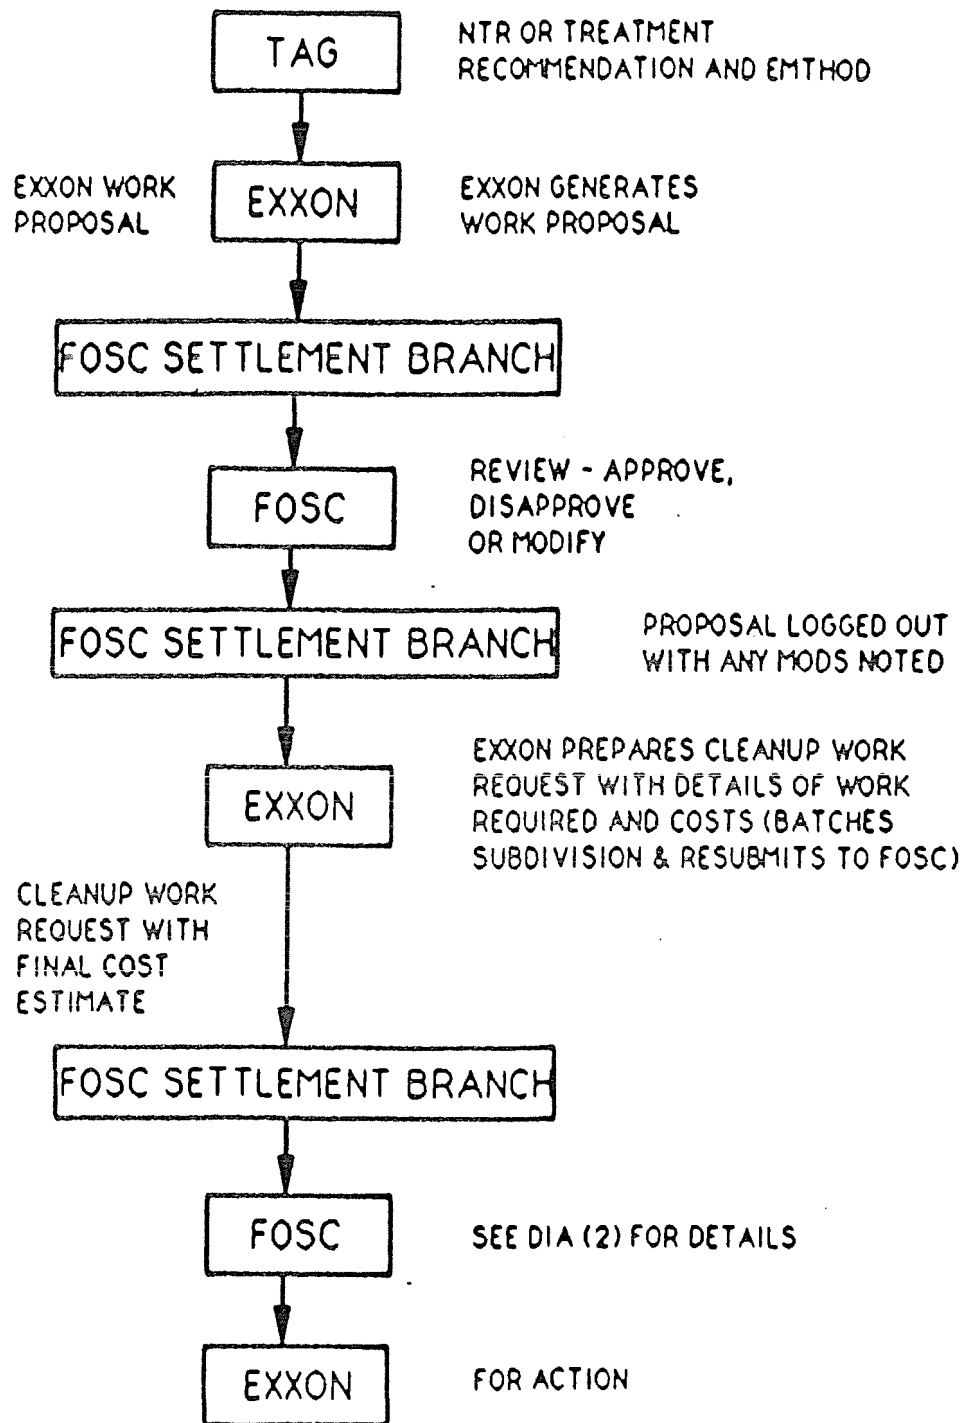 TAG
NTR OR TREATMENT
RECOMMENDATION AND EMTHOD
EXXON WORK
PROPOSAL
EXXON
EXXON GENERATES
WORK PROPOSAL
FOSC SETTLEMENT BRANCH
FOSC
REVIEW - APPROVE,
DISAPPROVE
OR MODIFY
FOSC SETTLEMENT BRANCH
PROPOSAL LOGGED OUT
WITH ANY MODS NOTED
EXXON
EXXON PREPARES CLEANUP WORK
REQUEST WITH DETAILS OF WORK
REQUIRED AND COSTS (BATCHES
SUBDIVISION & RESUBMITS TO FOSC)
CLEANUP WORK
REQUEST WITH
FINAL COST
ESTIMATE
FOSC SETTLEMENT BRANCH
FOSC
SEE DIA (2) FOR DETAILS
EXXON
FOR ACTION